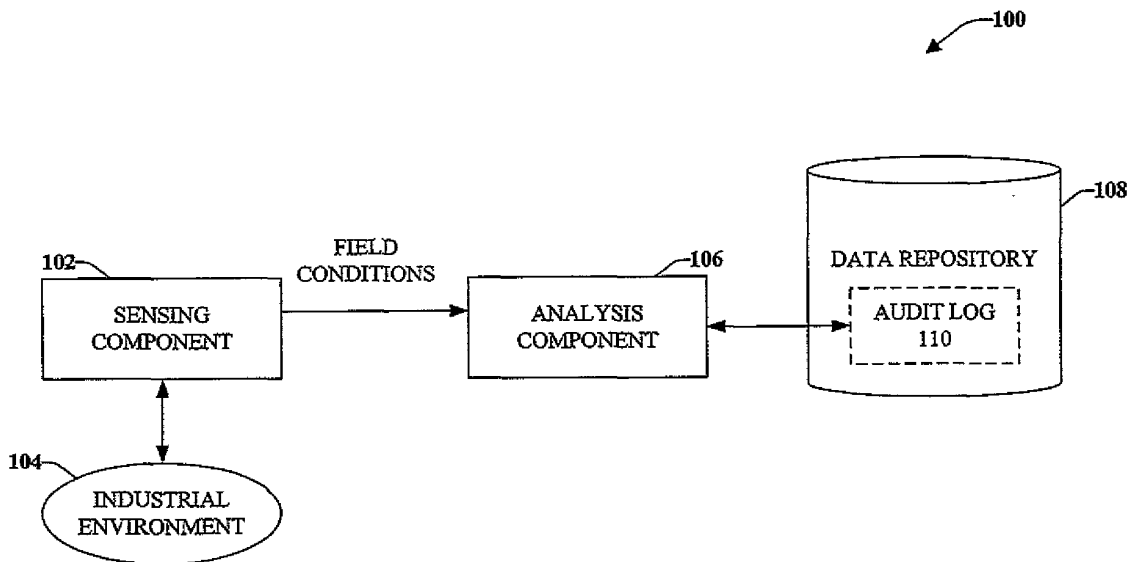 100
108
DATA REPOSITORY
AUDIT LOG
110
FIELD
CONDITIONS
102
SENSING
COMPONENT
106
ANALYSIS
COMPONENT
104
INDUSTRIAL
ENVIRONMENT